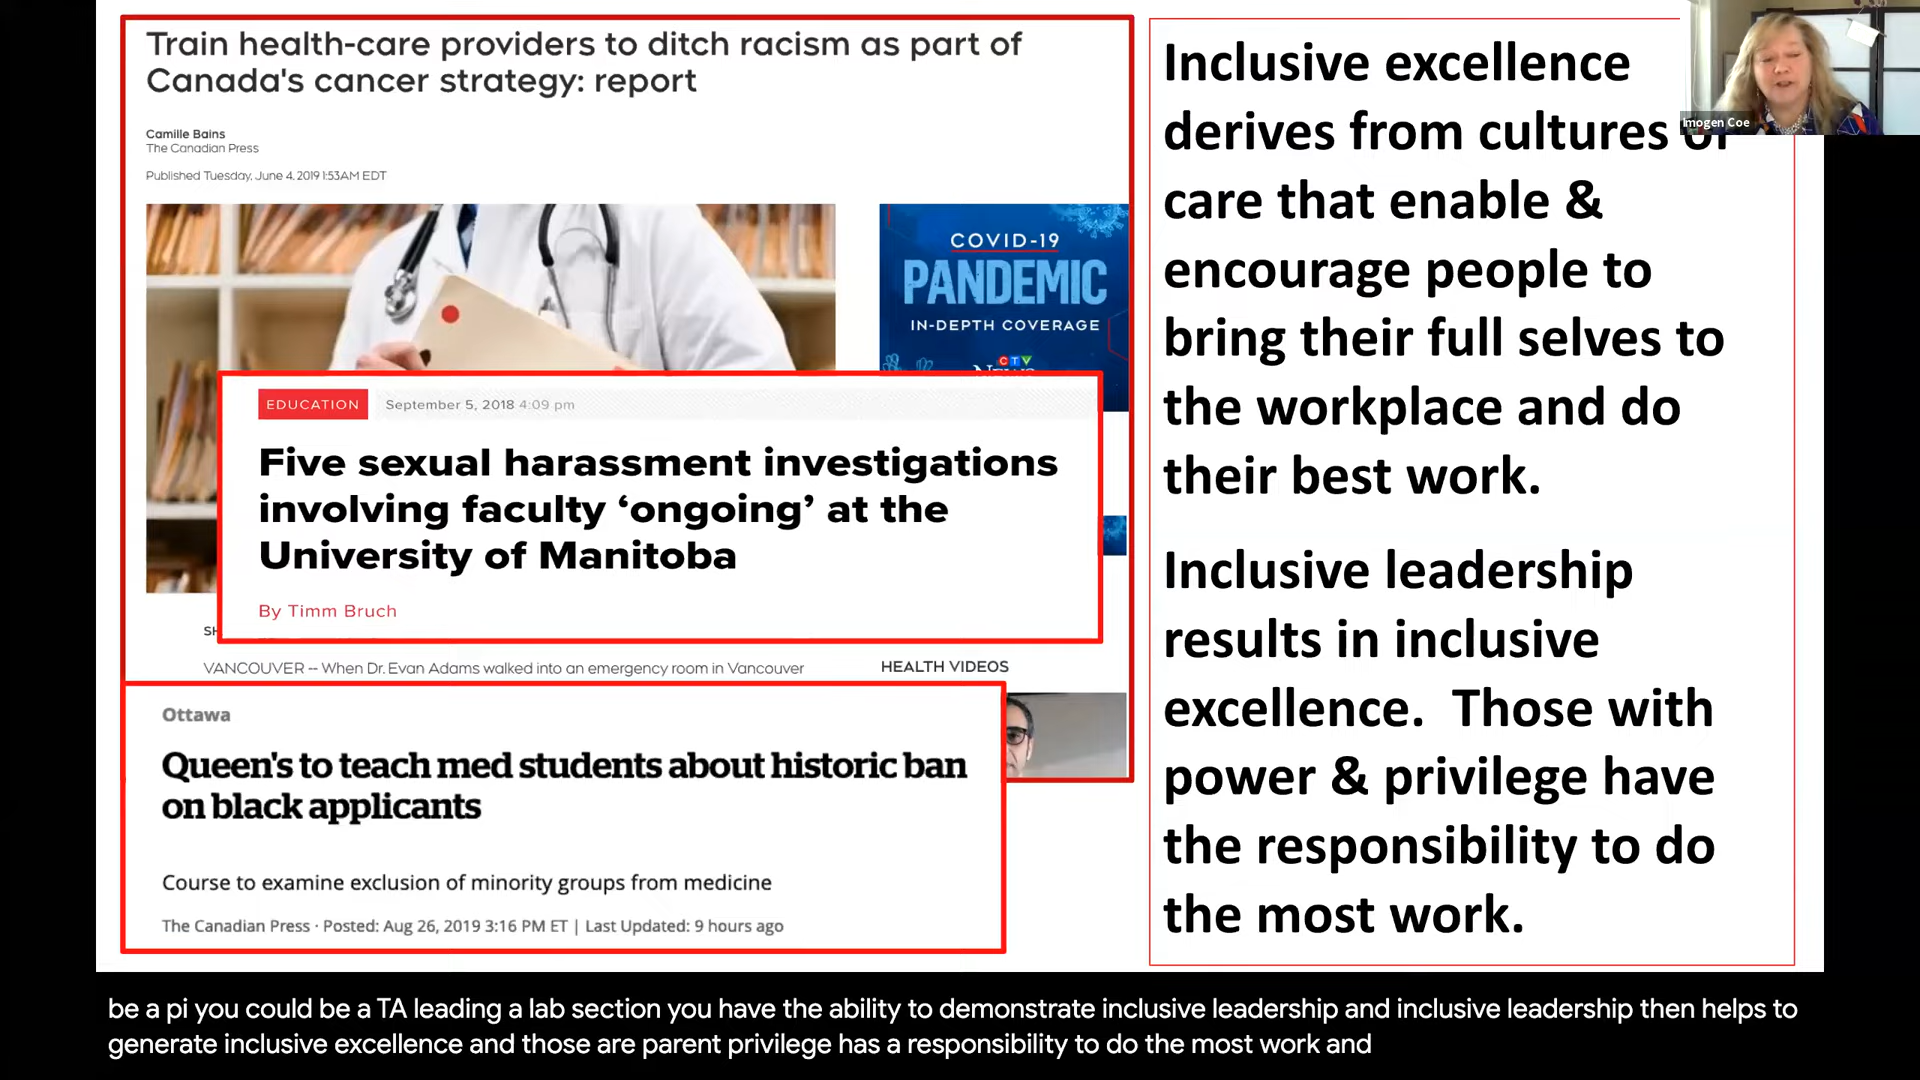 Train health-care providers to ditch racism as part of
Canada's cancer strategy: report
Camille Bains
The Canadian Press
Published Tuesday, June 4, 2019 1:53AM EDT
COVID-19
PANDEMIC
IN-DEPTH COVERAGE
CTV
NEWS
EDUCATION September 5, 2018 4:09 pm
Five sexual harassment investigations
involving faculty ‘ongoing’ at the
University of Manitoba
By Timm Bruch
SH
VANCOUVER -- When Dr. Evan Adams walked into an emergency room in Vancouver
HEALTH VIDEOS
Ottawa
Queen's to teach med students about historic ban
on black applicants
Course to examine exclusion of minority groups from medicine
The Canadian Press · Posted: Aug 26, 2019 3:16 PM ET | Last Updated: 9 hours ago
Inclusive excellence
derives from cultures of
care that enable &
encourage people to
bring their full selves to
the workplace and do
their best work.
Inclusive leadership
results in inclusive
excellence. Those with
power & privilege have
the responsibility to do
the most work.
Imogen Coe
be a pi you could be a TA leading a lab section you have the ability to demonstrate inclusive leadership and inclusive leadership then helps to
generate inclusive excellence and those are parent privilege has a responsibility to do the most work and